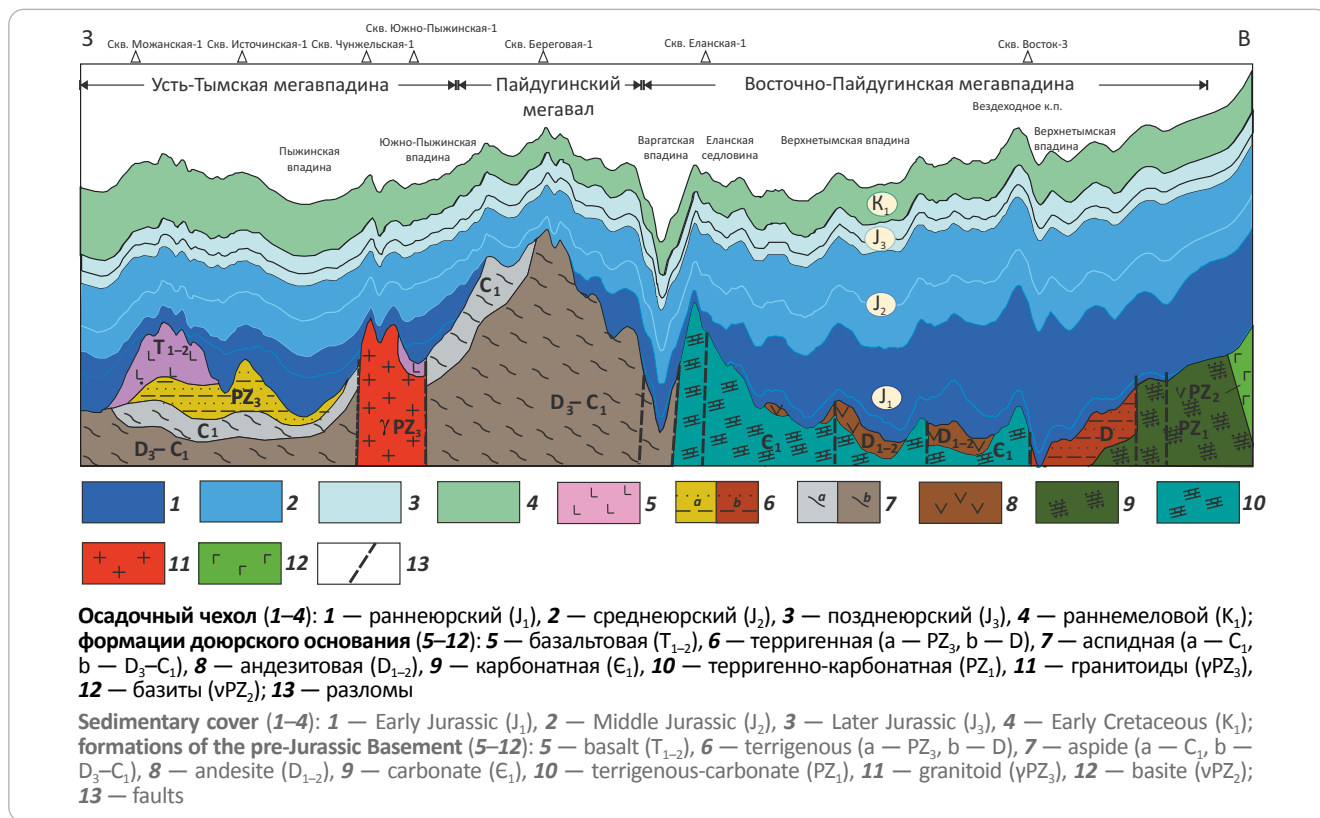 Скв. Южно-Пыжинская-1
З Скв. Можанская-1 Скв. Источинская-1 Скв. Чунжельская-1 Скв. Береговая-1 Скв. Еланская-1 Скв. Восток-3 В
Усть-Тымская мегавпадина Пайдугинский мегавал Восточно-Пайдугинская мегавпадина
Вездеходное к.п.
Пыжинская впадина Южно-Пыжинская впадина Варгатская впадина Еланская седловина Верхнетымская впадина Верхнетымская впадина
K₁
J₃
J₂
J₁
C₁
T₁₋₂
PZ₃
C₁
D₃– C₁
γ PZ₃
D₃– C₁
Є₁
D₁₋₂
D₁₋₂
Є₁
D
ν PZ₂
PZ₁
1 2 3 4 5 a b 6 a b 7 8 9 10
11 12 13
Осадочный чехол (1–4): 1 — раннеюрский (J₁), 2 — среднеюрский (J₂), 3 — позднеюрский (J₃), 4 — раннемеловой (K₁);
формации доюрского основания (5–12): 5 — базальтовая (T₁₋₂), 6 — терригенная (a — PZ₃, b — D), 7 — аспидная (a — C₁,
b — D₃–C₁), 8 — андезитовая (D₁₋₂), 9 — карбонатная (Є₁), 10 — терригенно-карбонатная (PZ₁), 11 — гранитоиды (γPZ₃),
12 — базиты (νPZ₂); 13 — разломы
Sedimentary cover (1–4): 1 — Early Jurassic (J₁), 2 — Middle Jurassic (J₂), 3 — Later Jurassic (J₃), 4 — Early Cretaceous (K₁);
formations of the pre-Jurassic Basement (5–12): 5 — basalt (T₁₋₂), 6 — terrigenous (a — PZ₃, b — D), 7 — aspide (a — C₁, b —
D₃–C₁), 8 — andesite (D₁₋₂), 9 — carbonate (Є₁), 10 — terrigenous-carbonate (PZ₁), 11 — granitoid (γPZ₃), 12 — basite (νPZ₂);
13 — faults